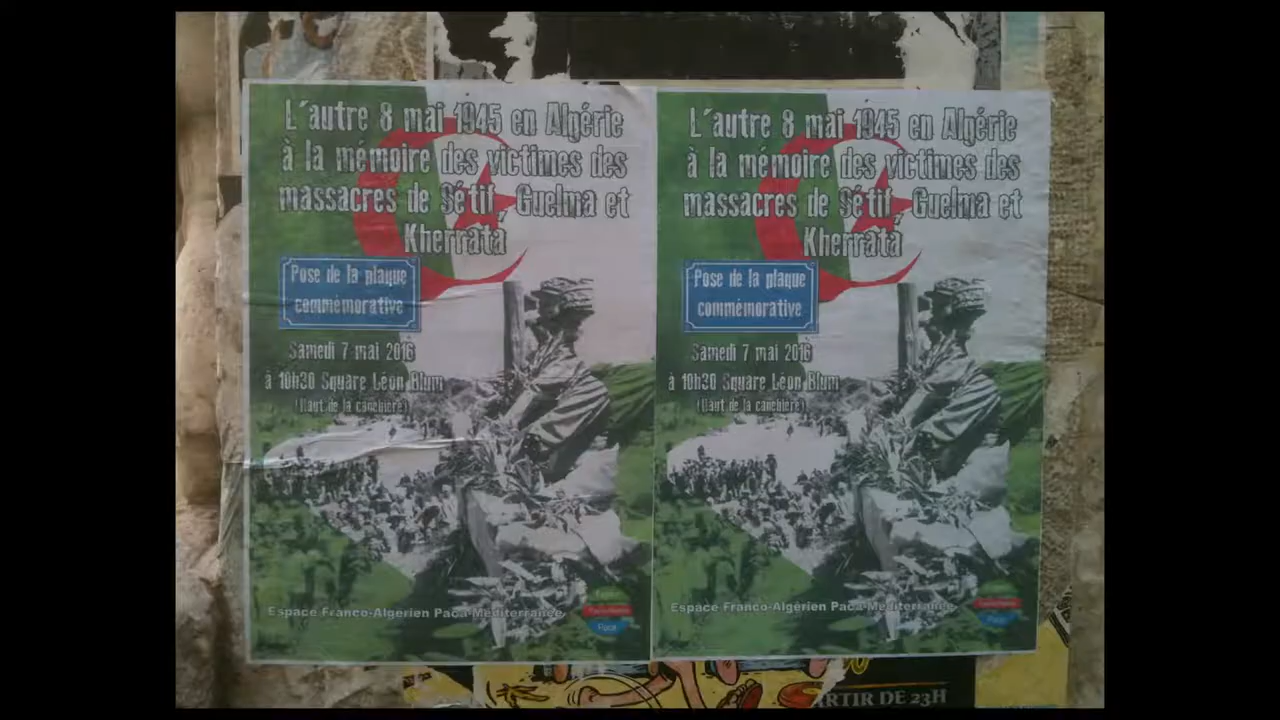 L'autre 8 mai 1945 en Algérie
à la mémoire des victimes des
massacres de Sétif, Guelma et
Kherrata
Pose de la plaque
commémorative
Samedi 7 mai 2016
à 10h30 Square Léon Blum
(Haut de la canebière)
Espace Franco-Algérien Paca-Méditerranée
L'autre 8 mai 1945 en Algérie
à la mémoire des victimes des
massacres de Sétif, Guelma et
Kherrata
Pose de la plaque
commémorative
Samedi 7 mai 2016
à 10h30 Square Léon Blum
(Haut de la canebière)
Espace Franco-Algérien Paca-Méditerranée
ARTIR DE 23H